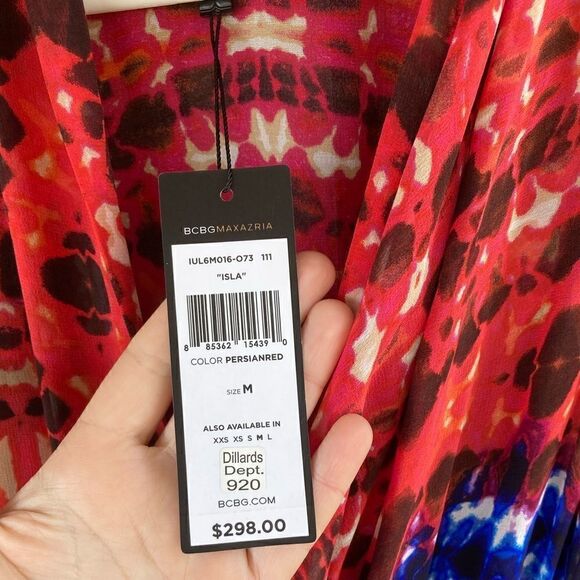 BCBGMAXAZRIA
IUL6M016-O73 111
"ISLA"
8 85362 15439 0
COLOR PERSIANRED
SIZE M
ALSO AVAILABLE IN
XXS XS S M L
Dillards
Dept.
920
BCBG.COM
$298.00